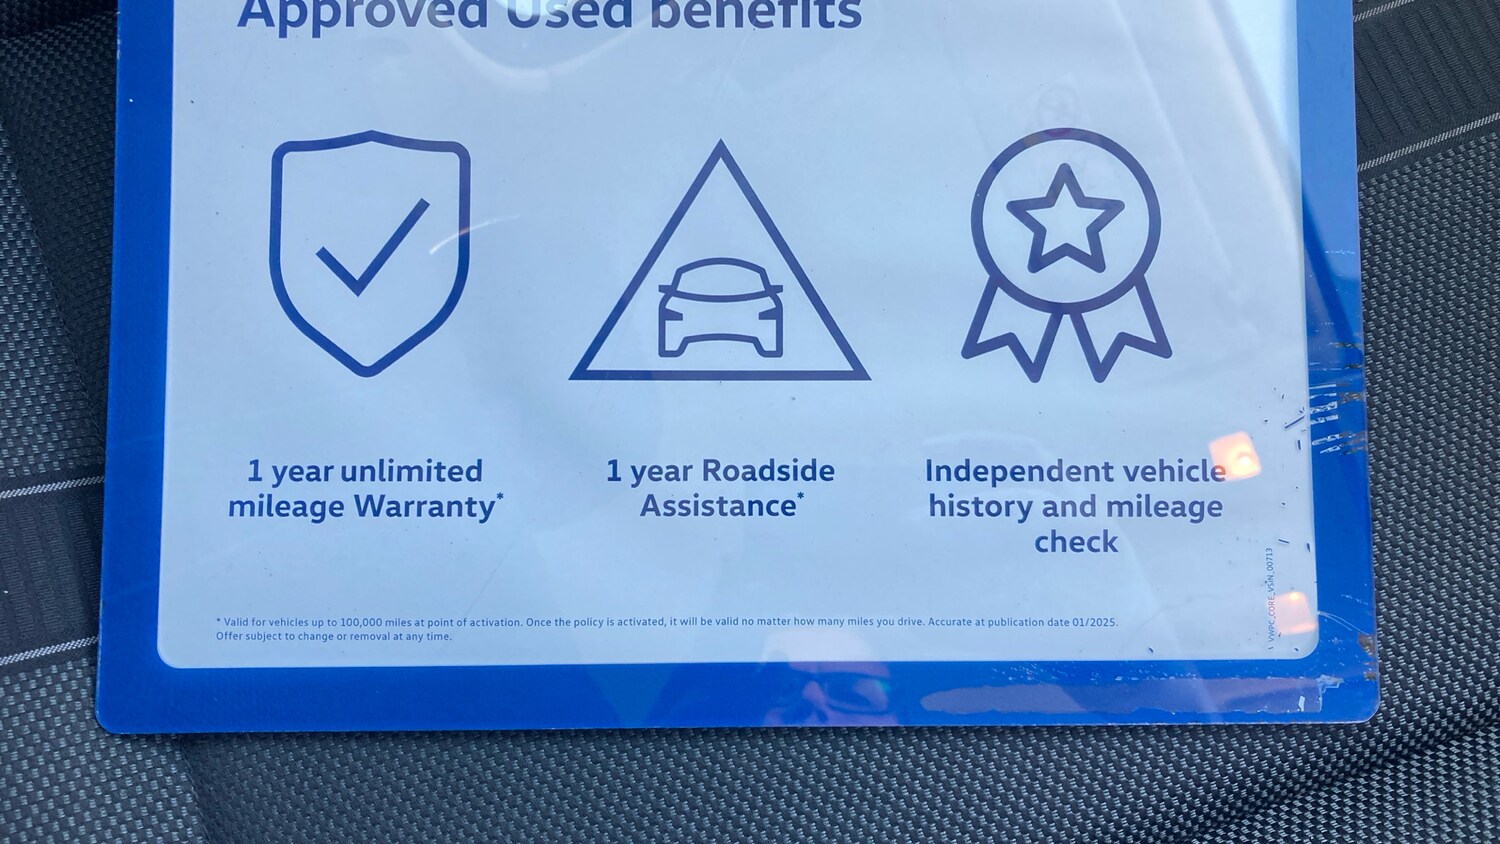 Approved Used benefits
1 year unlimited
mileage Warranty*
1 year Roadside
Assistance*
Independent vehicle
history and mileage
check
* Valid for vehicles up to 100,000 miles at point of activation. Once the policy is activated, it will be valid no matter how many miles you drive. Accurate at publication date 01/2025.
Offer subject to change or removal at any time.
VWPC_CORE_VSIN_00713